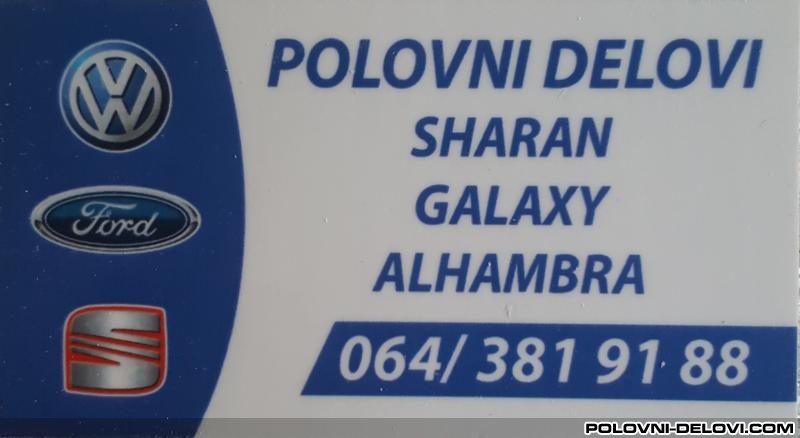 POLOVNI DELOVI
SHARAN
GALAXY
ALHAMBRA
064/ 381 91 88
Ford
POLOVNI-DELOVI.COM